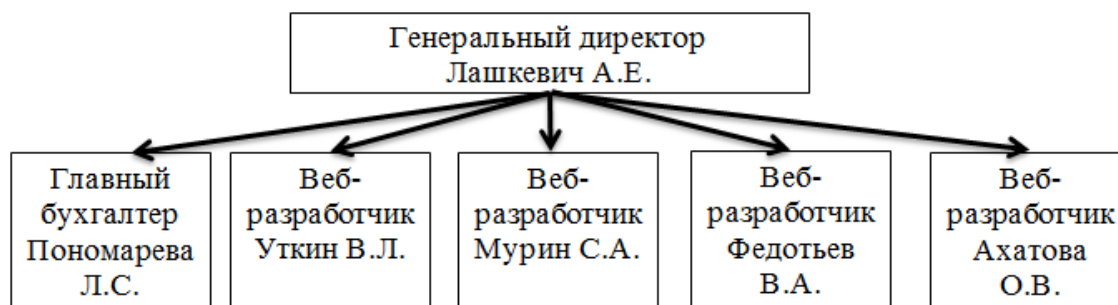 Генеральный директор
Лашкевич А.Е.
Главный
бухгалтер
Пономарева
Л.С.
Веб-
разработчик
Уткин В.Л.
Веб-
разработчик
Мурин С.А.
Веб-
разработчик
Федотьев
В.А.
Веб-
разработчик
Ахатова
О.В.